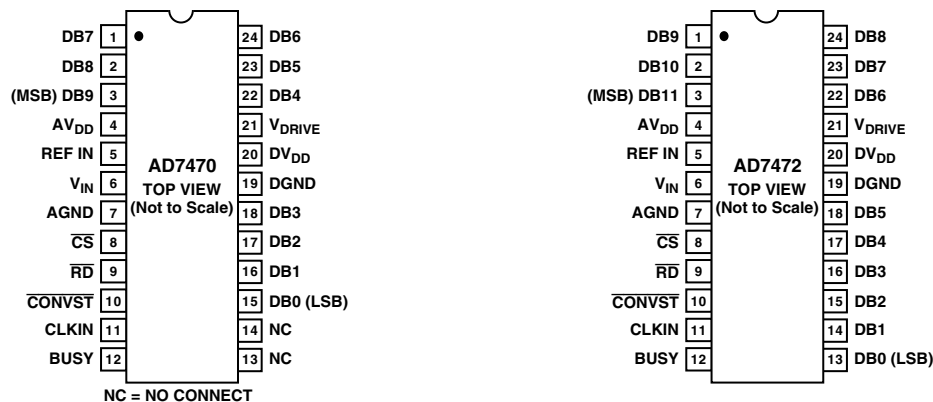 DB7 1 24 DB6
DB8 2 23 DB5
(MSB) DB9 3 22 DB4
AVDD 4 21 VDRIVE
REF IN 5 20 DVDD
VIN 6 19 DGND
AGND 7 18 DB3
CS 8 17 DB2
RD 9 16 DB1
CONVST 10 15 DB0 (LSB)
CLKIN 11 14 NC
BUSY 12 13 NC
AD7470
TOP VIEW
(Not to Scale)
NC = NO CONNECT
DB9 1 24 DB8
DB10 2 23 DB7
(MSB) DB11 3 22 DB6
AVDD 4 21 VDRIVE
REF IN 5 20 DVDD
VIN 6 19 DGND
AGND 7 18 DB5
CS 8 17 DB4
RD 9 16 DB3
CONVST 10 15 DB2
CLKIN 11 14 DB1
BUSY 12 13 DB0 (LSB)
AD7472
TOP VIEW
(Not to Scale)